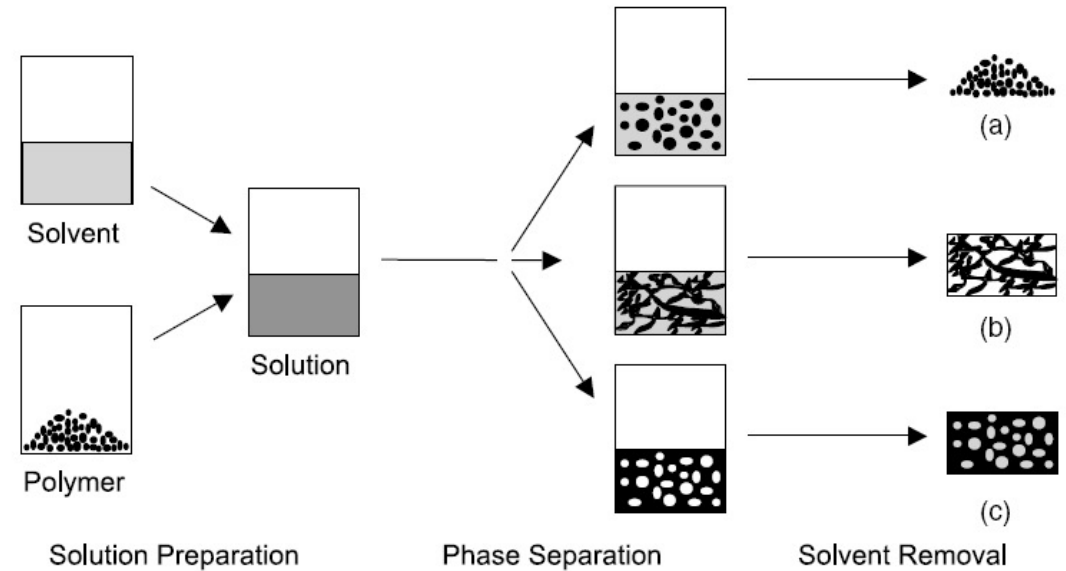 Solvent
Polymer
Solution
(a)
(b)
(c)
Solution Preparation
Phase Separation
Solvent Removal